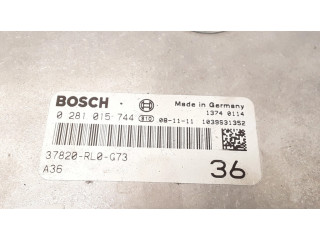 BOSCH Made in Germany
1374 0114
0 281 015 744 BIC 08-11-11 1039S31352
37820-RL0-G73
A36
36